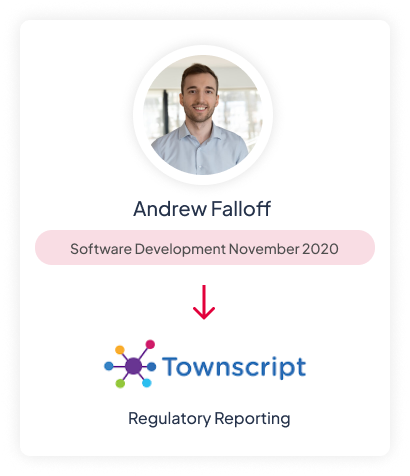 Andrew Falloff
Software Development November 2020
Townscript
Regulatory Reporting